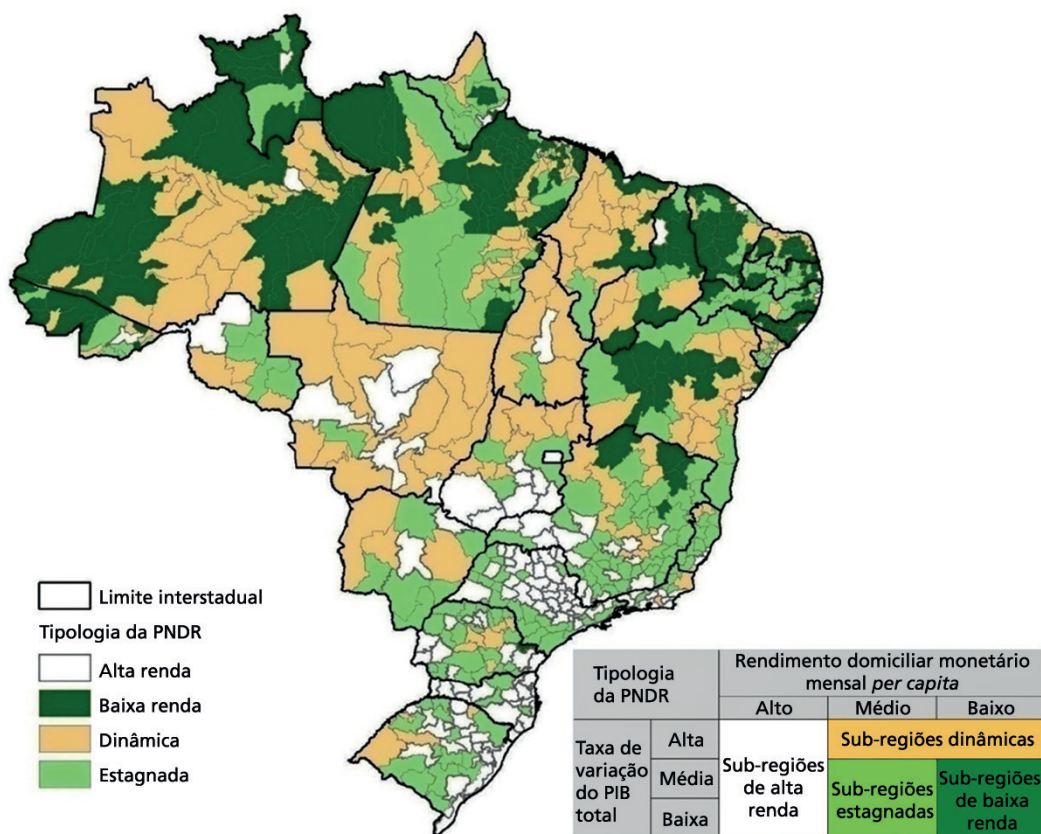 Limite interstadual
Tipologia da PNDR
Alta renda
Baixa renda
Dinâmica
Estagnada
Tipologia
da PNDR
Rendimento domiciliar monetário
mensal per capita
Alto
Médio
Baixo
Taxa de
variação
do PIB
total
Alta
Média
Baixa
Sub-regiões
de alta
renda
Sub-regiões dinâmicas
Sub-regiões
estagnadas
Sub-regiões
de baixa
renda